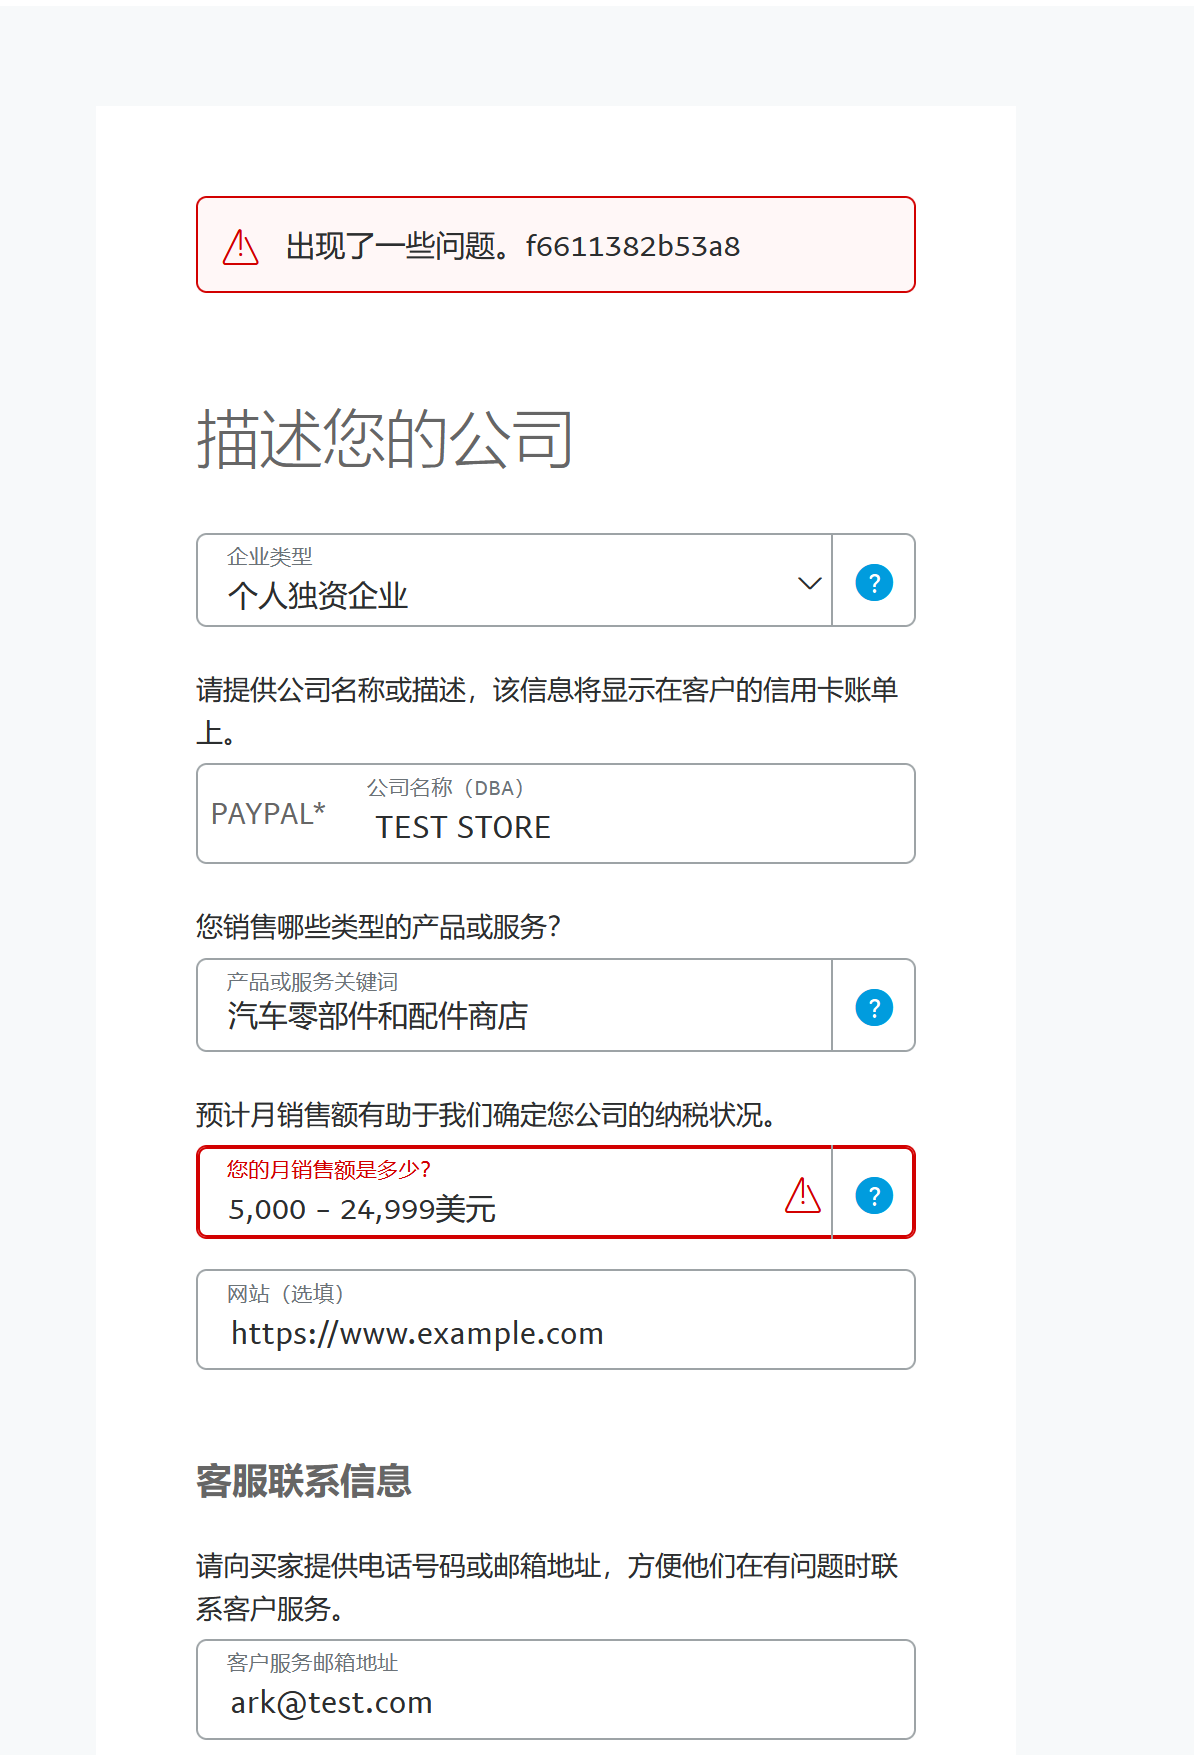 出现了一些问题。f6611382b53a8
描述您的公司
企业类型
个人独资企业
请提供公司名称或描述，该信息将显示在客户的信用卡账单
上。
公司名称（DBA）
PAYPAL*
TEST STORE
您销售哪些类型的产品或服务？
产品或服务关键词
汽车零部件和配件商店
预计月销售额有助于我们确定您公司的纳税状况。
您的月销售额是多少？
5,000 – 24,999美元
网站（选填）
https://www.example.com
客服联系信息
请向买家提供电话号码或邮箱地址，方便他们在有问题时联
系客户服务。
客户服务邮箱地址
ark@test.com